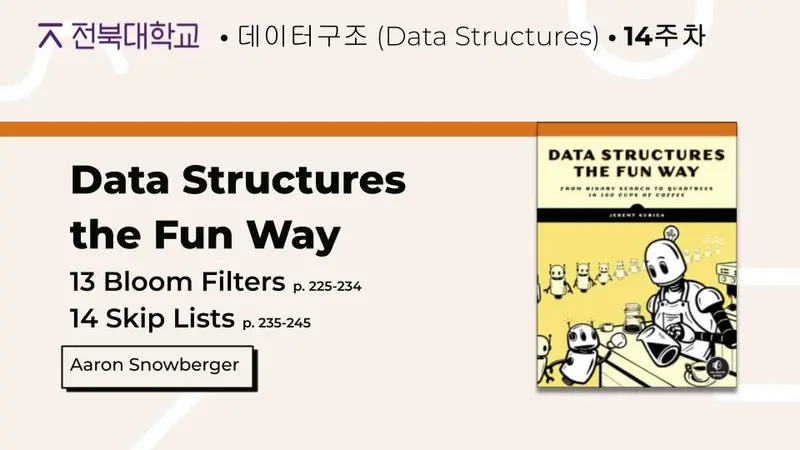 전북대학교 • 데이터구조 (Data Structures) • 14주차
Data Structures
the Fun Way
13 Bloom Filters p. 225-234
14 Skip Lists p. 235-245
Aaron Snowberger
DATA STRUCTURES
THE FUN WAY
FROM BINARY SEARCH TO QUADTREES
IN 100 CUPS OF COFFEE
JEREMY KUBICA